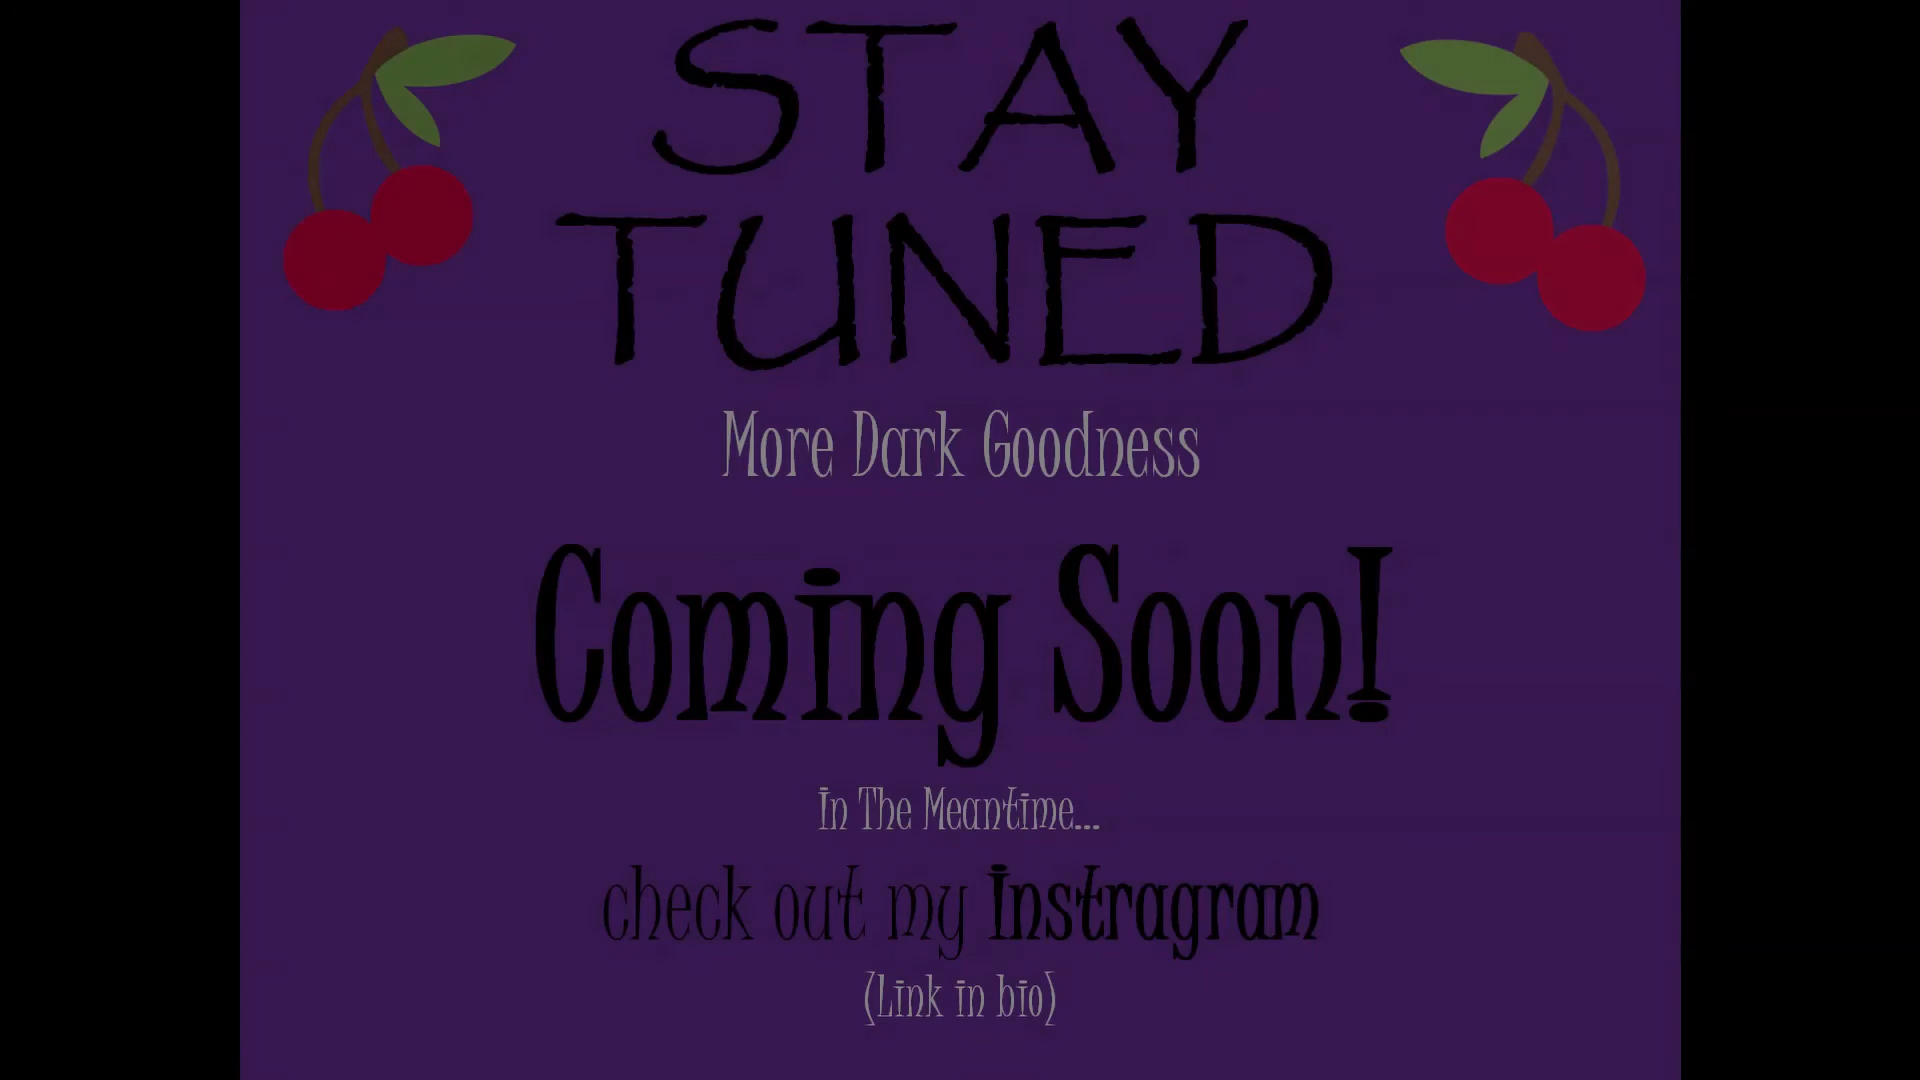 STAY
TUNED
More Dark Goodness
Coming Soon!
In The Meantime...
check out my Instragram
(Link in bio)